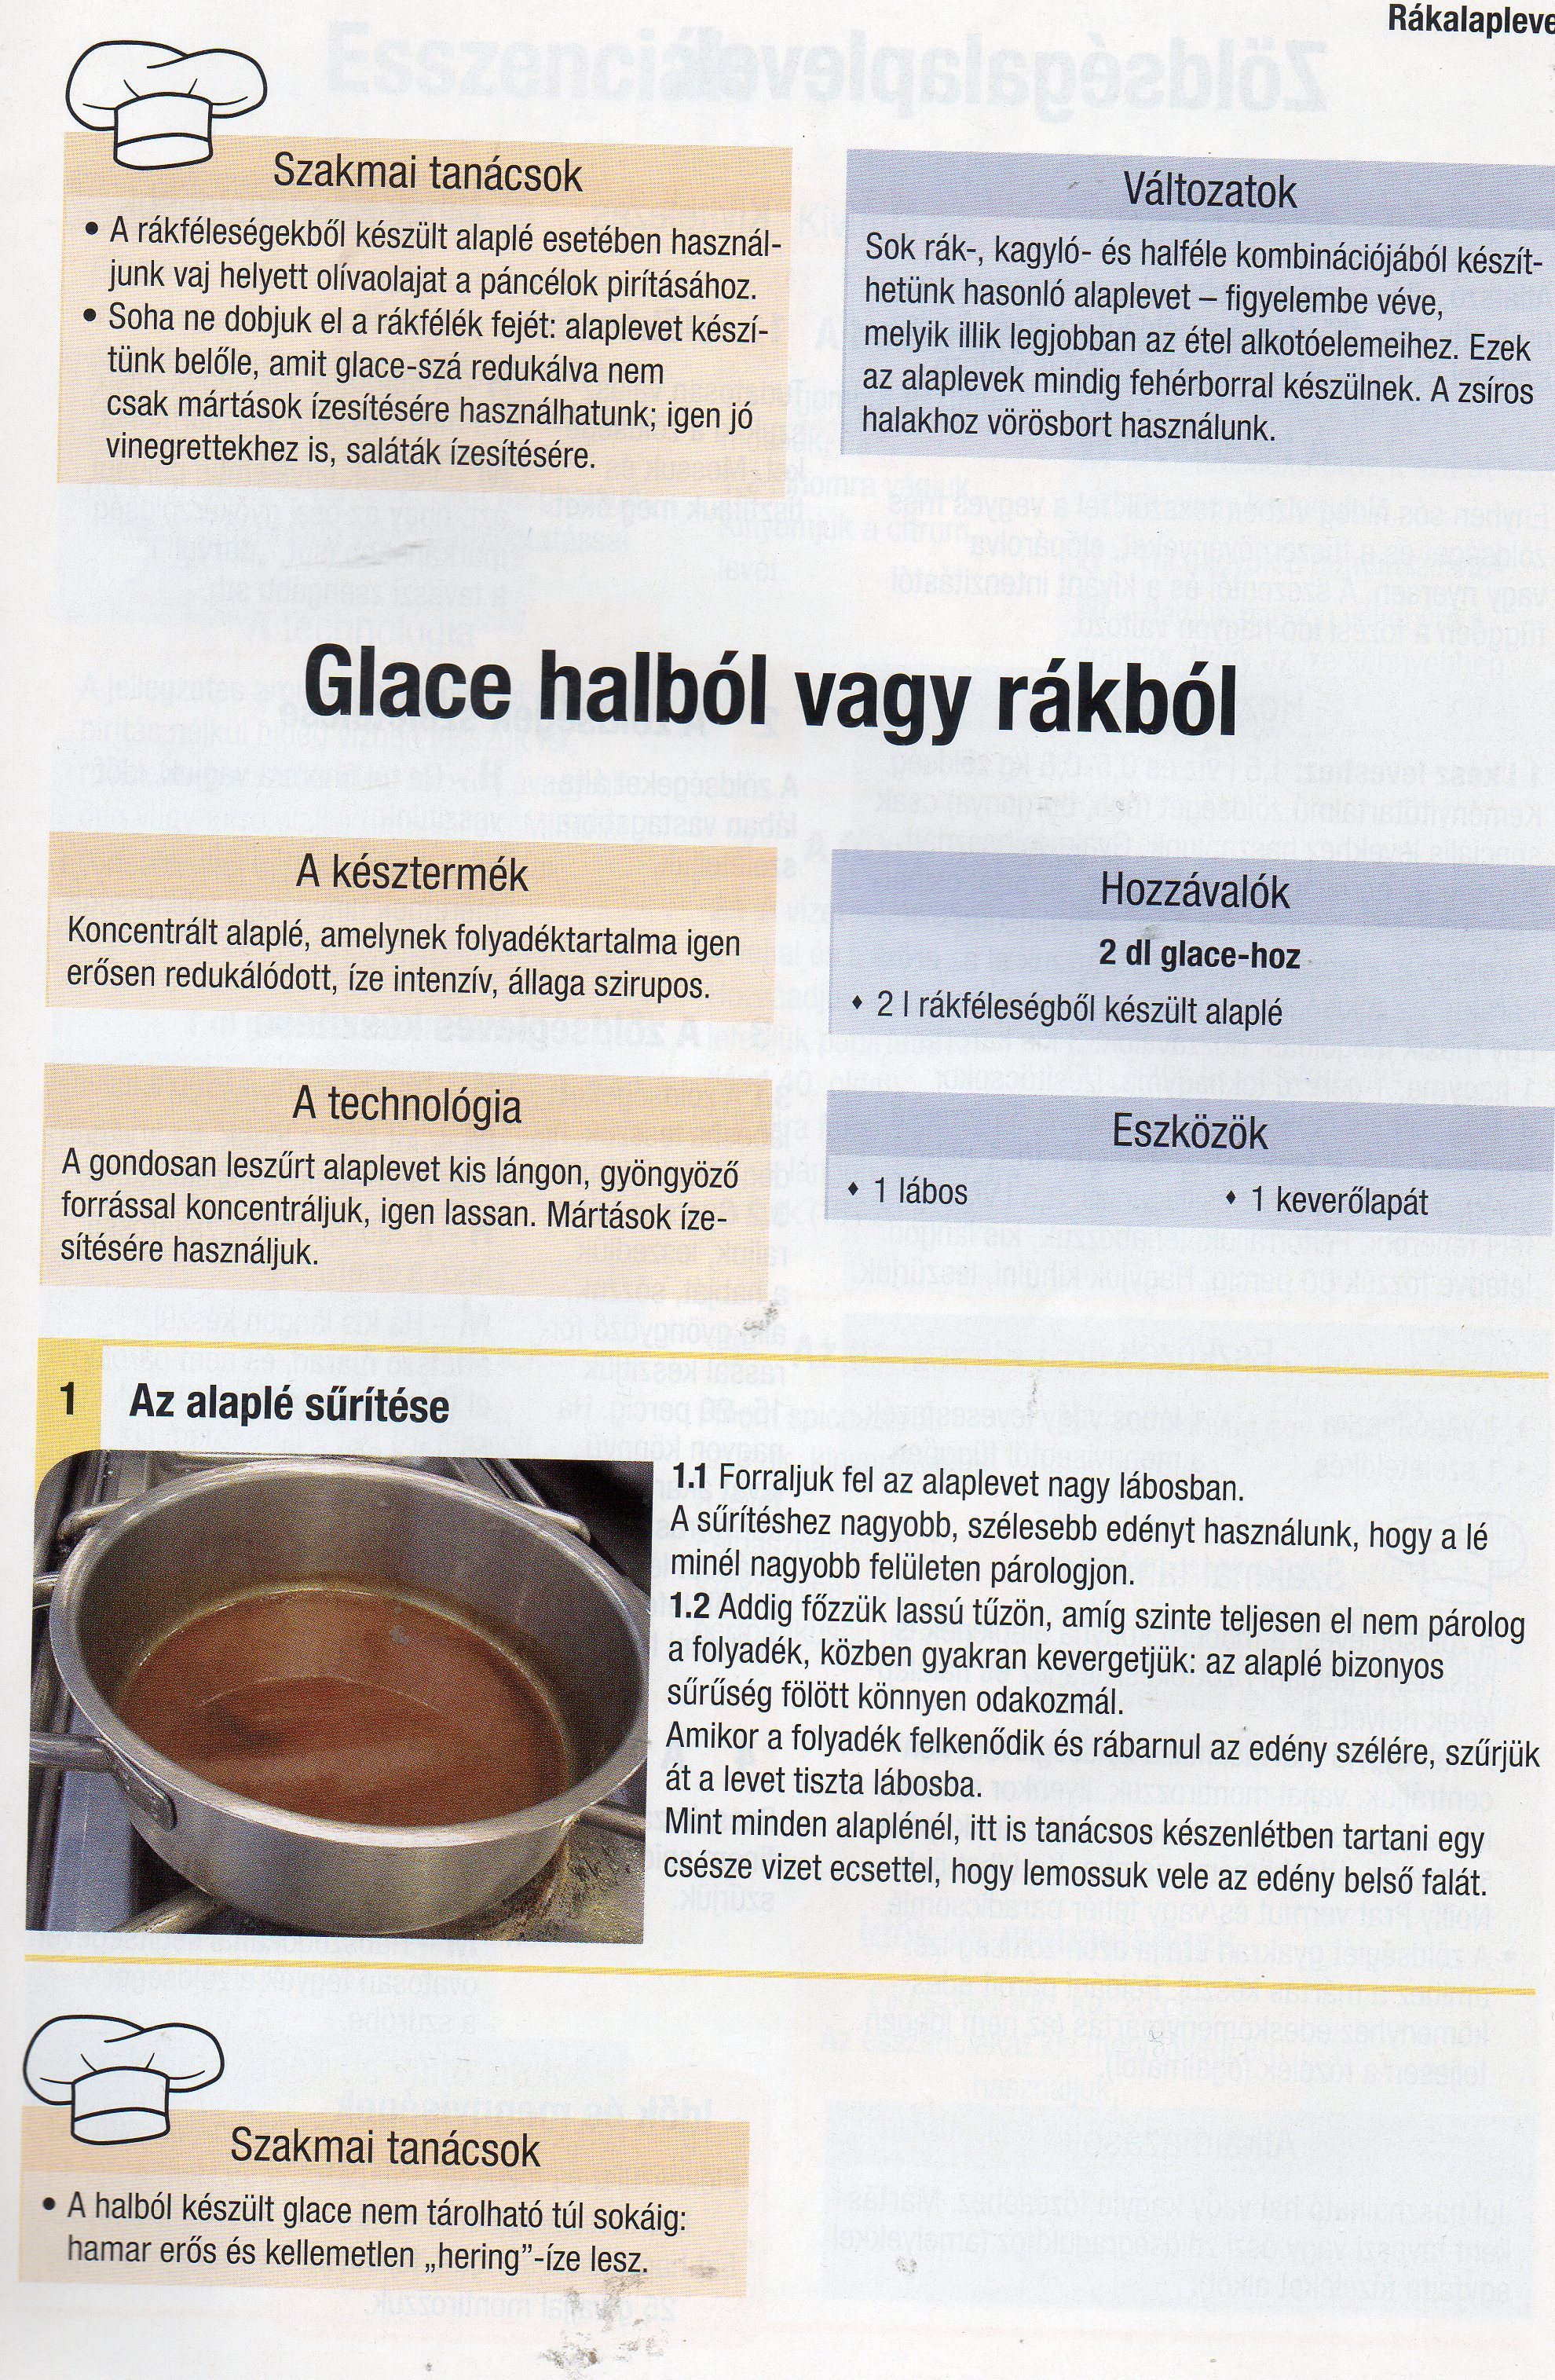 Rákalapleve
Szakmai tanácsok
• A rákféleségekből készült alaplé esetében használ-
junk vaj helyett olívaolajat a páncélok pirításához.
• Soha ne dobjuk el a rákfélék fejét: alaplevet készí-
tünk belőle, amit glace-szá redukálva nem
csak mártások ízesítésére használhatunk; igen jó
vinegrettekhez is, saláták ízesítésére.
Változatok
Sok rák-, kagyló- és halféle kombinációjából készít-
hetünk hasonló alaplevet – figyelembe véve,
melyik illik legjobban az étel alkotóelemeihez. Ezek
az alaplevek mindig fehérborral készülnek. A zsíros
halakhoz vörösbort használunk.
Glace halból vagy rákból
A késztermék
Koncentrált alaplé, amelynek folyadéktartalma igen
erősen redukálódott, íze intenzív, állaga szirupos.
Hozzávalók
2 dl glace-hoz
♦ 2 l rákféleségből készült alaplé
A technológia
A gondosan leszűrt alaplevet kis lángon, gyöngyöző
forrással koncentráljuk, igen lassan. Mártások íze-
sítésére használjuk.
Eszközök
♦ 1 lábos ♦ 1 keverőlapát
1 Az alaplé sűrítése
1.1 Forraljuk fel az alaplevet nagy lábosban.
A sűrítéshez nagyobb, szélesebb edényt használunk, hogy a lé
minél nagyobb felületen párologjon.
1.2 Addig főzzük lassú tűzön, amíg szinte teljesen el nem párolog
a folyadék, közben gyakran kevergetjük: az alaplé bizonyos
sűrűség fölött könnyen odakozmál.
Amikor a folyadék felkenődik és rábarnul az edény szélére, szűrjük
át a levet tiszta lábosba.
Mint minden alaplénél, itt is tanácsos készenlétben tartani egy
csésze vizet ecsettel, hogy lemossuk vele az edény belső falát.
Szakmai tanácsok
• A halból készült glace nem tárolható túl sokáig:
hamar erős és kellemetlen „hering”-íze lesz.